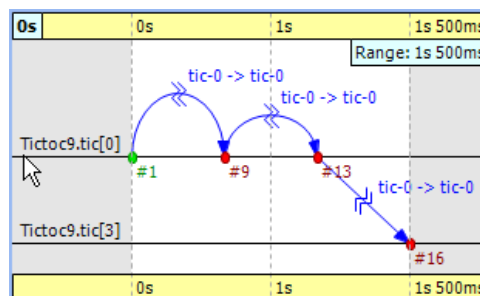 0s 0s 1s 1s 500ms
Range: 1s 500ms
tic-0 -> tic-0
tic-0 -> tic-0
Tictoc9.tic[0]
#1 #9 #13
tic-0 -> tic-0
Tictoc9.tic[3]
#16
0s 1s 1s 500ms